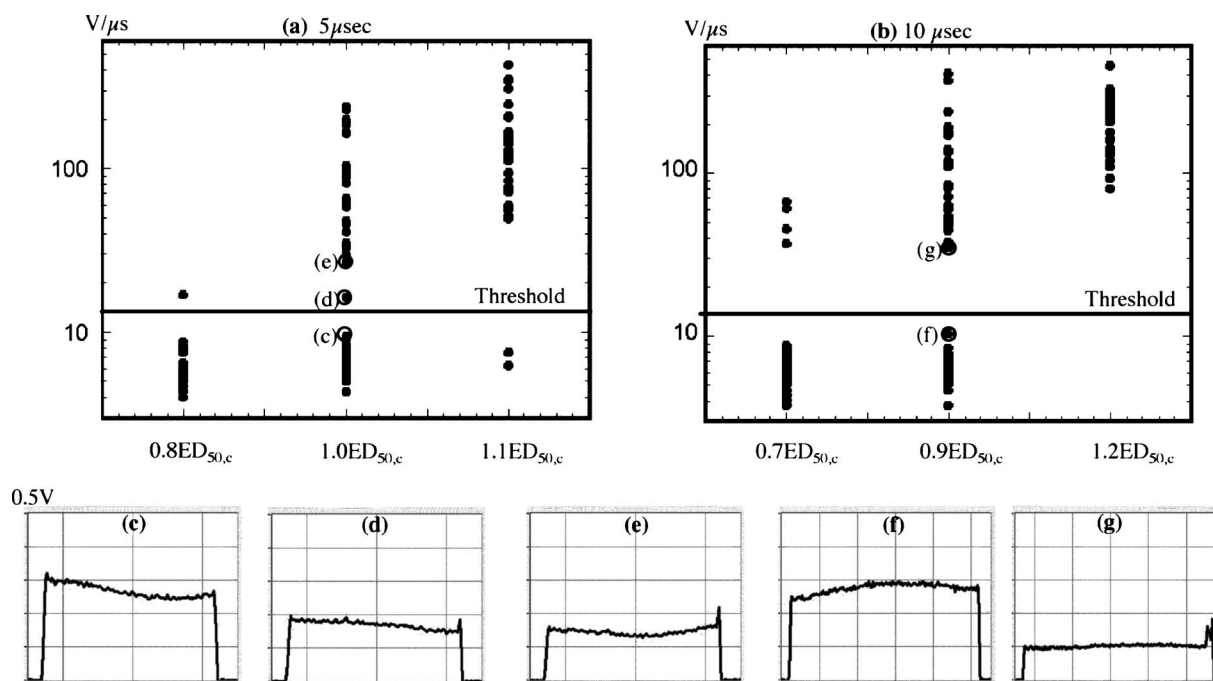 V/μs (a) 5μsec
100
10
(e)
(d)
(c)
Threshold
0.8ED50,c 1.0ED50,c 1.1ED50,c
V/μs (b) 10 μsec
100
10
(g)
(f)
Threshold
0.7ED50,c 0.9ED50,c 1.2ED50,c
0.5V
(c) (d) (e) (f) (g)